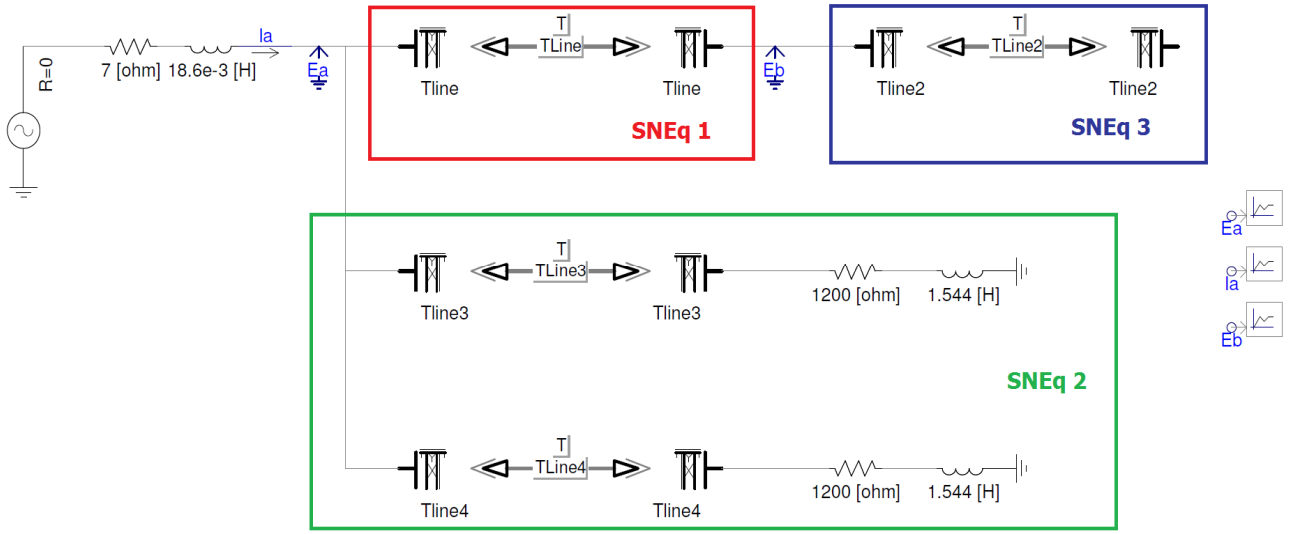 R=0
7 [ohm] 18.6e-3 [H]
Ia
Ea
T
TLine
Tline
Tline
SNEq 1
Eb
T
TLine2
Tline2
Tline2
SNEq 3
T
TLine3
Tline3
Tline3
1200 [ohm]
1.544 [H]
SNEq 2
T
TLine4
Tline4
Tline4
1200 [ohm]
1.544 [H]
Ea
Ia
Eb